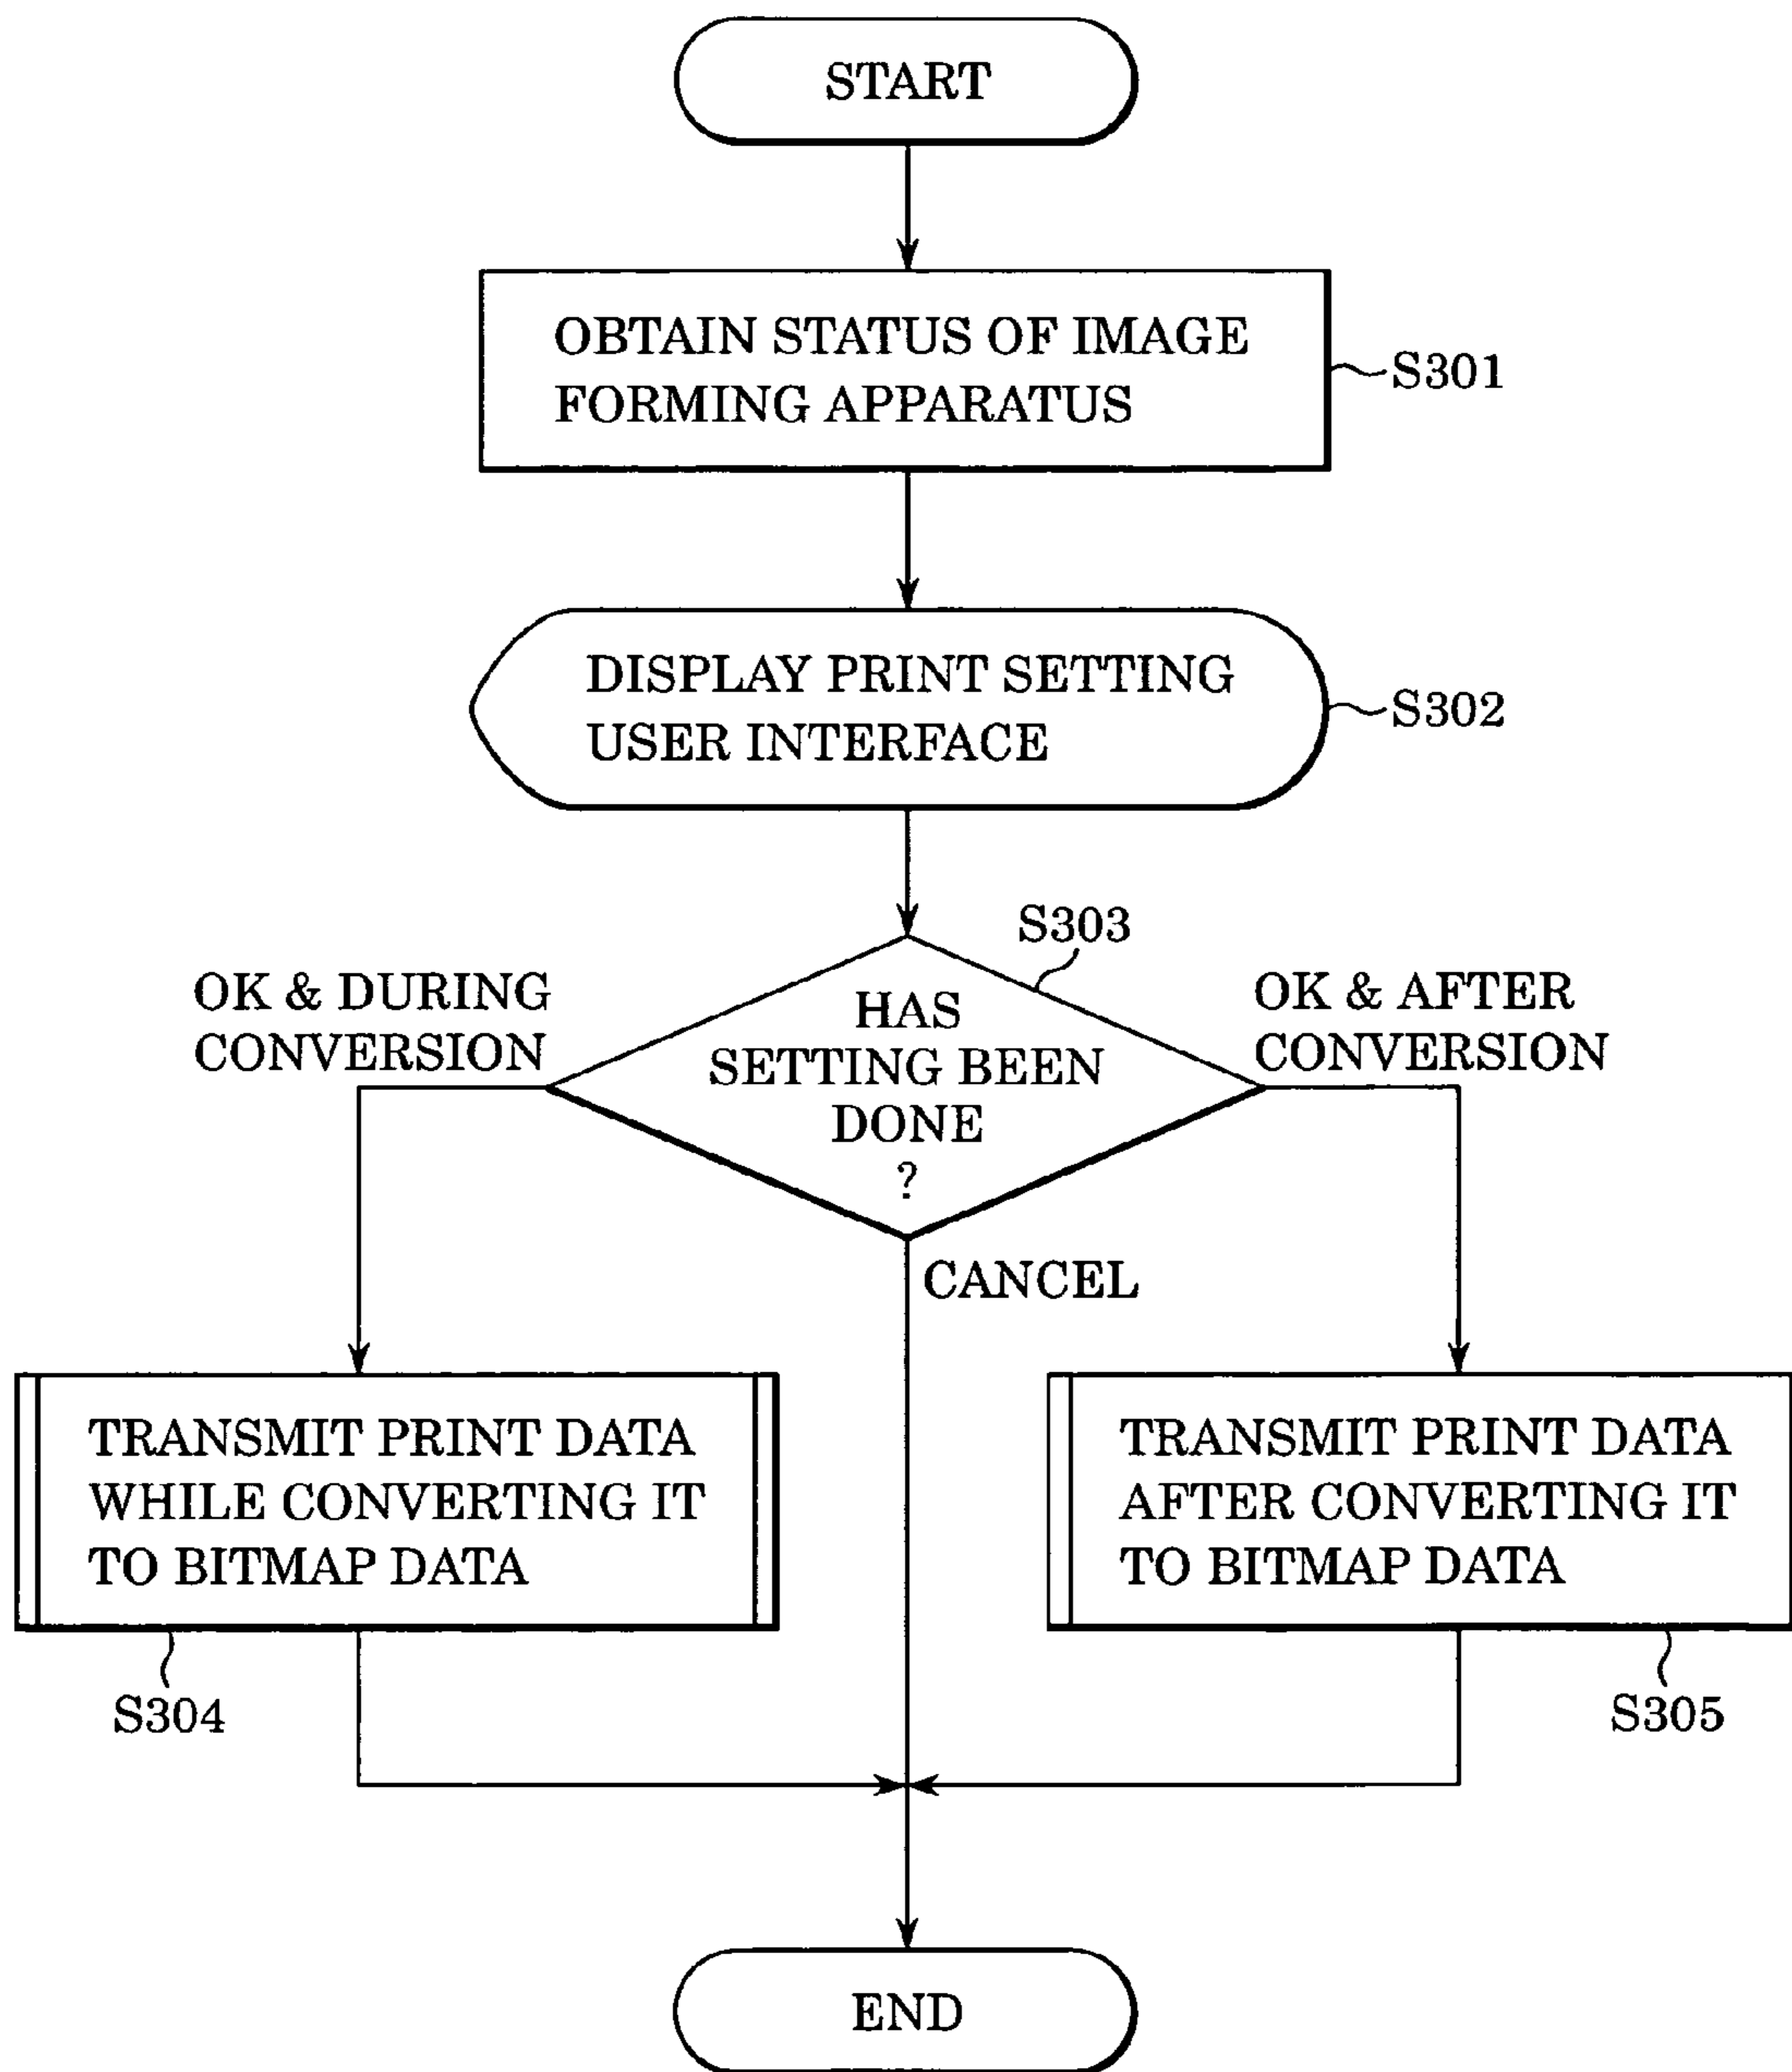 START
OBTAIN STATUS OF IMAGE
FORMING APPARATUS
S301
DISPLAY PRINT SETTING
USER INTERFACE
S302
S303
OK & DURING
CONVERSION
HAS
SETTING BEEN
DONE
?
OK & AFTER
CONVERSION
CANCEL
TRANSMIT PRINT DATA
WHILE CONVERTING IT
TO BITMAP DATA
S304
TRANSMIT PRINT DATA
AFTER CONVERTING IT
TO BITMAP DATA
S305
END